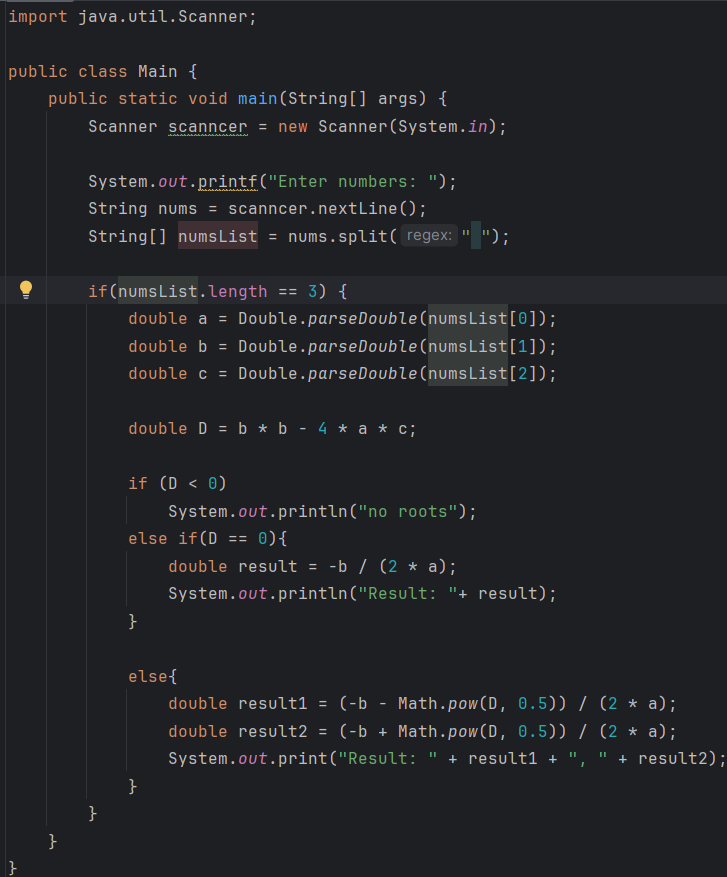 import java.util.Scanner;
public class Main {
public static void main(String[] args) {
Scanner scanncer = new Scanner(System.in);
System.out.printf("Enter numbers: ");
String nums = scanncer.nextLine();
String[] numsList = nums.split( regex: " ");
if(numsList.length == 3) {
double a = Double.parseDouble(numsList[0]);
double b = Double.parseDouble(numsList[1]);
double c = Double.parseDouble(numsList[2]);
double D = b * b - 4 * a * c;
if (D < 0)
System.out.println("no roots");
else if(D == 0){
double result = -b / (2 * a);
System.out.println("Result: "+ result);
}
else{
double result1 = (-b - Math.pow(D, 0.5)) / (2 * a);
double result2 = (-b + Math.pow(D, 0.5)) / (2 * a);
System.out.print("Result: " + result1 + ", " + result2);
}
}
}
}